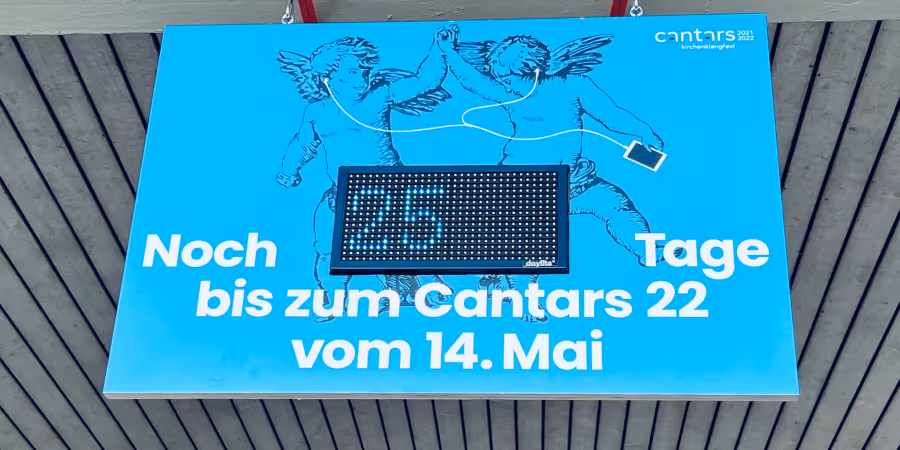 cantars 2021 2022
kirchenklangfest
25
daylite
Noch Tage
bis zum Cantars 22
vom 14. Mai